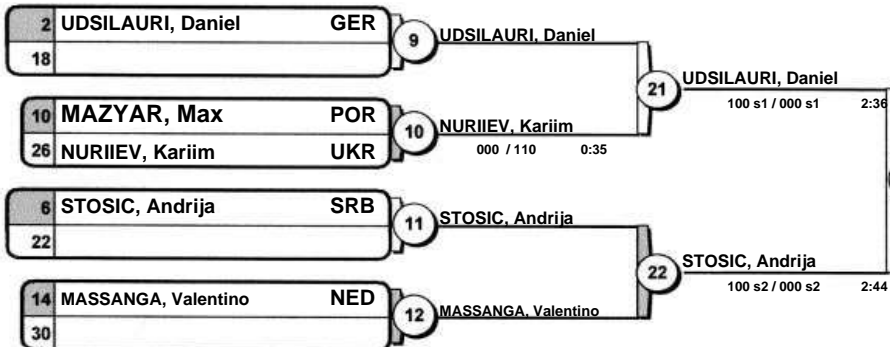 2 UDSILAURI, Daniel GER
18
9
UDSILAURI, Daniel
10 MAZYAR, Max POR
26 NURIIEV, Kariim UKR
10
NURIIEV, Kariim
000 / 110 0:35
21
UDSILAURI, Daniel
100 s1 / 000 s1 2:36
6 STOSIC, Andrija SRB
22
11
STOSIC, Andrija
14 MASSANGA, Valentino NED
30
12
MASSANGA, Valentino
22
STOSIC, Andrija
100 s2 / 000 s2 2:44